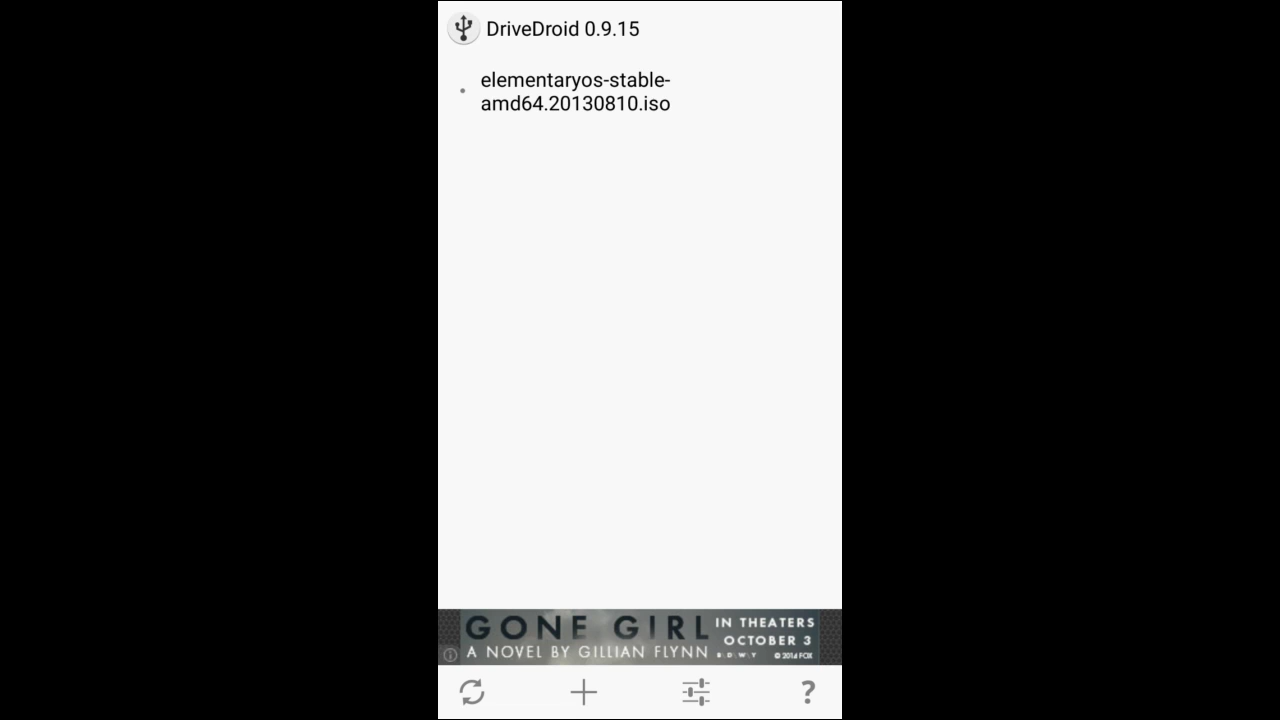 DriveDroid 0.9.15
elementaryos-stable-
amd64.20130810.iso
GONE GIRL
A NOVEL BY GILLIAN FLYNN
IN THEATERS
OCTOBER 3
B.D.W.Y © 2014 FOX
?